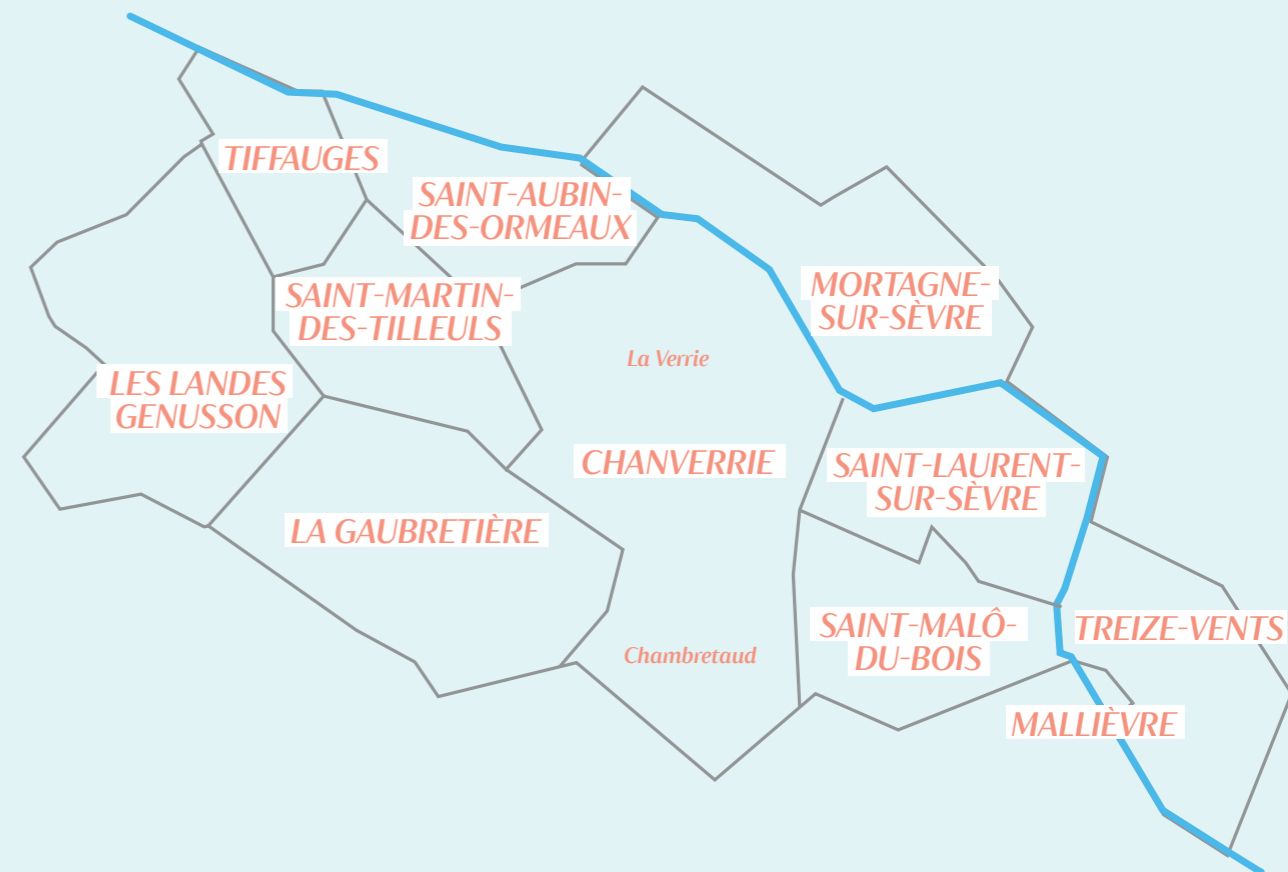 TIFFAUGES
SAINT-AUBIN-
DES-ORMEAUX
MORTAGNE-
SUR-SÈVRE
SAINT-MARTIN-
DES-TILLEULS
La Verrie
LES LANDES
GENUSSON
CHANVERRIE
SAINT-LAURENT-
SUR-SÈVRE
LA GAUBRETIÈRE
SAINT-MALÔ-
DU-BOIS
TREIZE-VENTS
Chambretaud
MALLIÈVRE